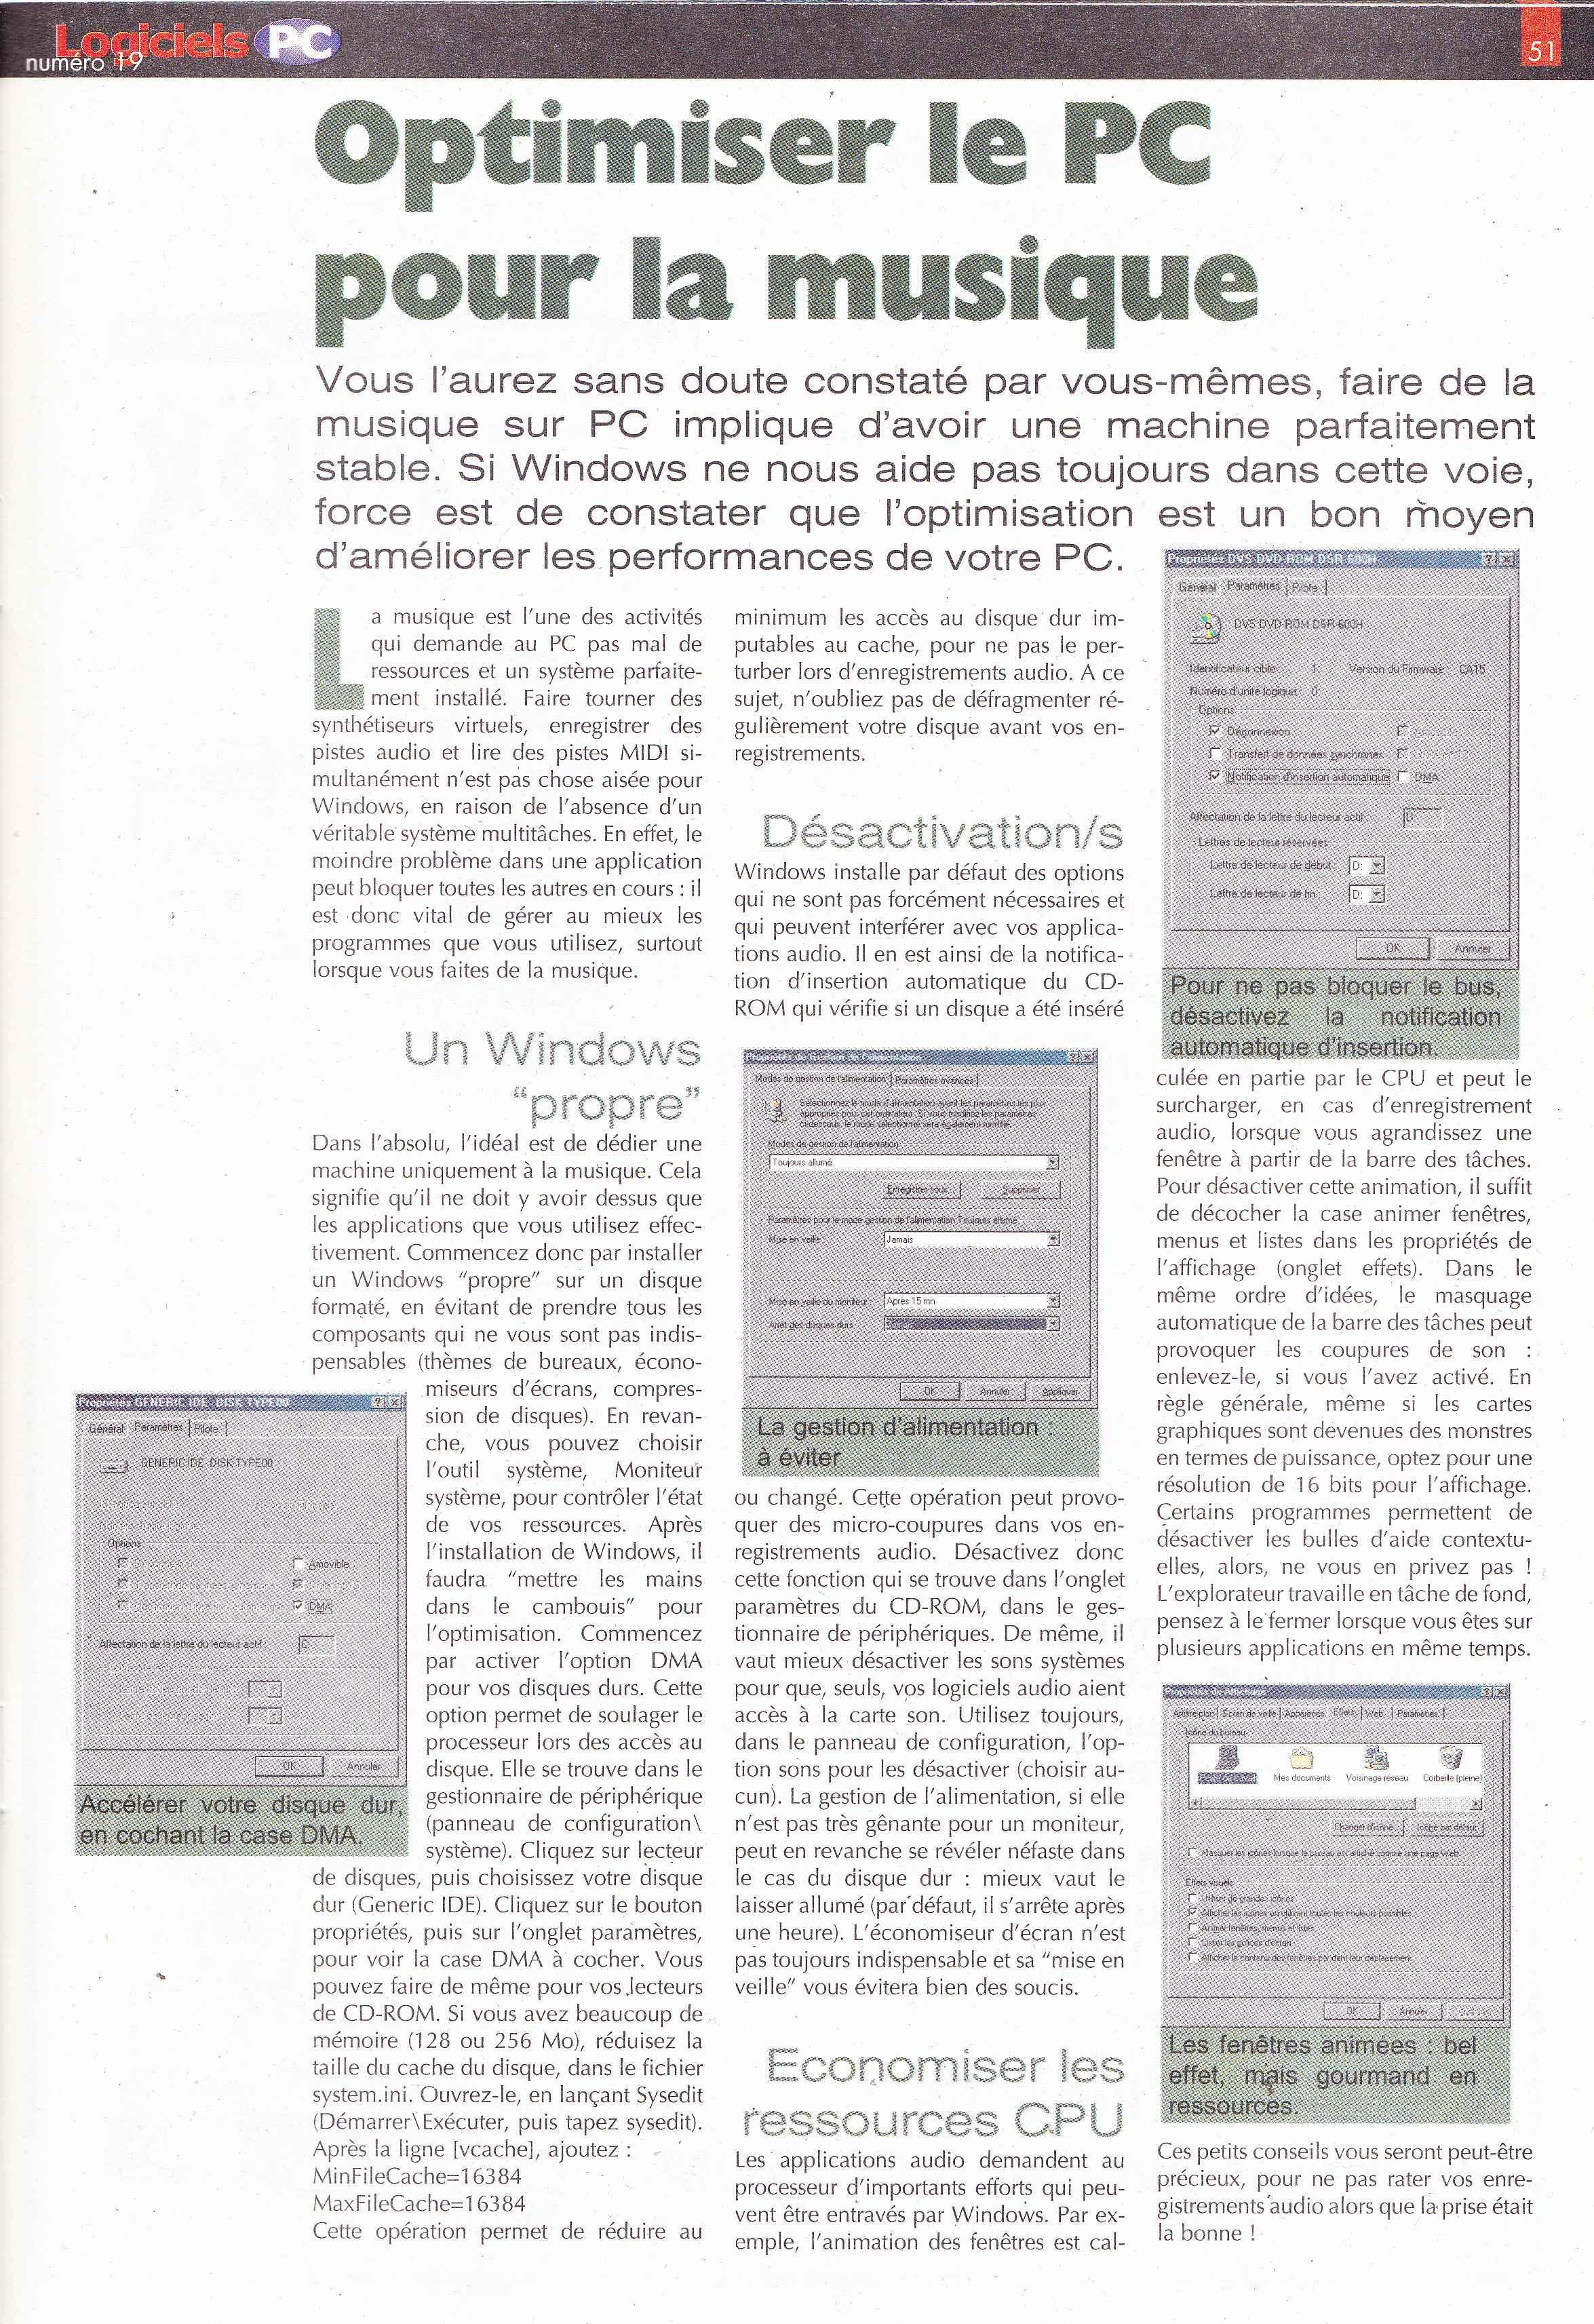 Logiciels PC
numéro 19
51
Optimiser le PC
pour la musique
Vous l'aurez sans doute constaté par vous-mêmes, faire de la
musique sur PC implique d'avoir une machine parfaitement
stable. Si Windows ne nous aide pas toujours dans cette voie,
force est de constater que l'optimisation est un bon moyen
d'améliorer les performances de votre PC.
La musique est l'une des activités
qui demande au PC pas mal de
ressources et un système parfaite-
ment installé. Faire tourner des
synthétiseurs virtuels, enregistrer des
pistes audio et lire des pistes MIDI si-
multanément n'est pas chose aisée pour
Windows, en raison de l'absence d'un
véritable système multitâches. En effet, le
moindre problème dans une application
peut bloquer toutes les autres en cours : il
est donc vital de gérer au mieux les
programmes que vous utilisez, surtout
lorsque vous faites de la musique.
Un Windows
"propre"
Dans l'absolu, l'idéal est de dédier une
machine uniquement à la musique. Cela
signifie qu'il ne doit y avoir dessus que
les applications que vous utilisez effec-
tivement. Commencez donc par installer
un Windows "propre" sur un disque
formaté, en évitant de prendre tous les
composants qui ne vous sont pas indis-
pensables (thèmes de bureaux, écono-
miseurs d'écrans, compres-
sion de disques). En revan-
che, vous pouvez choisir
l'outil système, Moniteur
système, pour contrôler l'état
de vos ressources. Après
l'installation de Windows, il
faudra "mettre les mains
dans le cambouis" pour
l'optimisation. Commencez
par activer l'option DMA
pour vos disques durs. Cette
option permet de soulager le
processeur lors des accès au
disque. Elle se trouve dans le
gestionnaire de périphérique
(panneau de configuration\
système). Cliquez sur lecteur
de disques, puis choisissez votre disque
dur (Generic IDE). Cliquez sur le bouton
propriétés, puis sur l'onglet paramètres,
pour voir la case DMA à cocher. Vous
pouvez faire de même pour vos lecteurs
de CD-ROM. Si vous avez beaucoup de
mémoire (128 ou 256 Mo), réduisez la
taille du cache du disque, dans le fichier
system.ini. Ouvrez-le, en lançant Sysedit
(Démarrer\Exécuter, puis tapez sysedit).
Après la ligne [vcache], ajoutez :
MinFileCache=16384
MaxFileCache=16384
Cette opération permet de réduire au
Propriétés GENERIC IDE DISK TYPE00
Général Paramètres Pilote
GENERIC IDE DISK TYPE00
Options
Amovible
DMA
Affectation de la lettre du lecteur actif : C:
OK Annuler
Accélérer votre disque dur,
en cochant la case DMA.
minimum les accès au disque dur im-
putables au cache, pour ne pas le per-
turber lors d'enregistrements audio. A ce
sujet, n'oubliez pas de défragmenter ré-
gulièrement votre disque avant vos en-
registrements.
Désactivation/s
Windows installe par défaut des options
qui ne sont pas forcément nécessaires et
qui peuvent interférer avec vos applica-
tions audio. Il en est ainsi de la notifica-
tion d'insertion automatique du CD-
ROM qui vérifie si un disque a été inséré
Propriétés de Gestion de l'alimentation
Modes de gestion de l'alimentation Paramètres avancés
Sélectionnez le mode d'alimentation ayant les paramètres les plus
appropriés pour cet ordinateur. Si vous modifiez les paramètres
ci-dessous, le mode sélectionné sera également modifié.
Modes de gestion de l'alimentation
Toujours allumé
Enregistrer sous... Supprimer
Paramètres pour le mode gestion de l'alimentation Toujours allumé
Mise en veille Jamais
Mise en veille du moniteur : Après 15 mn
Arrêt des disques durs
OK Annuler Appliquer
La gestion d'alimentation :
à éviter
ou changé. Cette opération peut provo-
quer des micro-coupures dans vos en-
registrements audio. Désactivez donc
cette fonction qui se trouve dans l'onglet
paramètres du CD-ROM, dans le ges-
tionnaire de périphériques. De même, il
vaut mieux désactiver les sons systèmes
pour que, seuls, vos logiciels audio aient
accès à la carte son. Utilisez toujours,
dans le panneau de configuration, l'op-
tion sons pour les désactiver (choisir au-
cun). La gestion de l'alimentation, si elle
n'est pas très gênante pour un moniteur,
peut en revanche se révéler néfaste dans
le cas du disque dur : mieux vaut le
laisser allumé (par défaut, il s'arrête après
une heure). L'économiseur d'écran n'est
pas toujours indispensable et sa "mise en
veille" vous évitera bien des soucis.
Economiser les
ressources CPU
Les applications audio demandent au
processeur d'importants efforts qui peu-
vent être entravés par Windows. Par ex-
emple, l'animation des fenêtres est cal-
Propriétés DVS DVD-ROM DSR-600H
Général Paramètres Pilote
DVS DVD-ROM DSR-600H
Identificateur cible : 1 Version du Firmware : CA15
Numéro d'unité logique : 0
Options
Déconnexion Amovible
Transfert de données synchrones
Notification d'insertion automatique DMA
Affectation de la lettre du lecteur actif : D:
Lettres de lecteur réservées
Lettre de lecteur de début : D:
Lettre de lecteur de fin : D:
OK Annuler
Pour ne pas bloquer le bus,
désactivez la notification
automatique d'insertion.
culée en partie par le CPU et peut le
surcharger, en cas d'enregistrement
audio, lorsque vous agrandissez une
fenêtre à partir de la barre des tâches.
Pour désactiver cette animation, il suffit
de décocher la case animer fenêtres,
menus et listes dans les propriétés de
l'affichage (onglet effets). Dans le
même ordre d'idées, le masquage
automatique de la barre des tâches peut
provoquer les coupures de son :
enlevez-le, si vous l'avez activé. En
règle générale, même si les cartes
graphiques sont devenues des monstres
en termes de puissance, optez pour une
résolution de 16 bits pour l'affichage.
Certains programmes permettent de
désactiver les bulles d'aide contextu-
elles, alors, ne vous en privez pas !
L'explorateur travaille en tâche de fond,
pensez à le fermer lorsque vous êtes sur
plusieurs applications en même temps.
Propriétés de Affichage
Arrière-plan Écran de veille Apparence Effets Web Paramètres
Icône du bureau
Poste de travail Mes documents Voisinage réseau Corbeille (pleine)
Changer d'icône... Icône par défaut
Masquer les icônes lorsque le bureau est affiché comme une page Web
Effets visuels
Utiliser de grandes icônes
Afficher les icônes en utilisant toutes les couleurs possibles
Animer fenêtres, menus et listes
Lisser les polices d'écran
Afficher le contenu des fenêtres pendant leur déplacement
OK Annuler
Les fenêtres animées : bel
effet, mais gourmand en
ressources.
Ces petits conseils vous seront peut-être
précieux, pour ne pas rater vos enre-
gistrements audio alors que la prise était
la bonne !